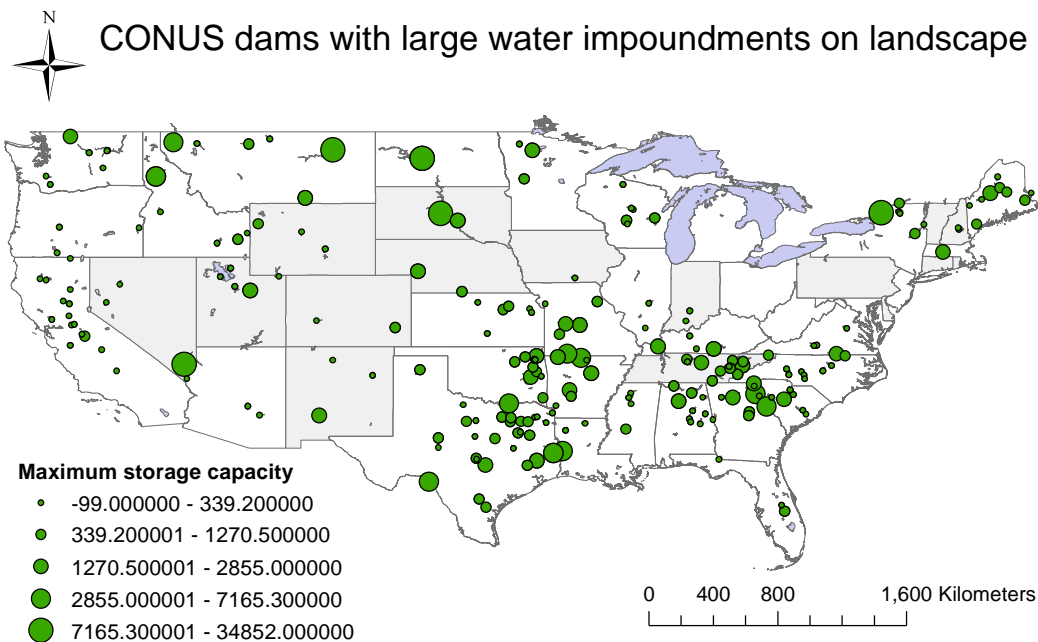 N
CONUS dams with large water impoundments on landscape
Maximum storage capacity
-99.000000 - 339.200000
339.200001 - 1270.500000
1270.500001 - 2855.000000
2855.000001 - 7165.300000
7165.300001 - 34852.000000
0 400 800 1,600 Kilometers